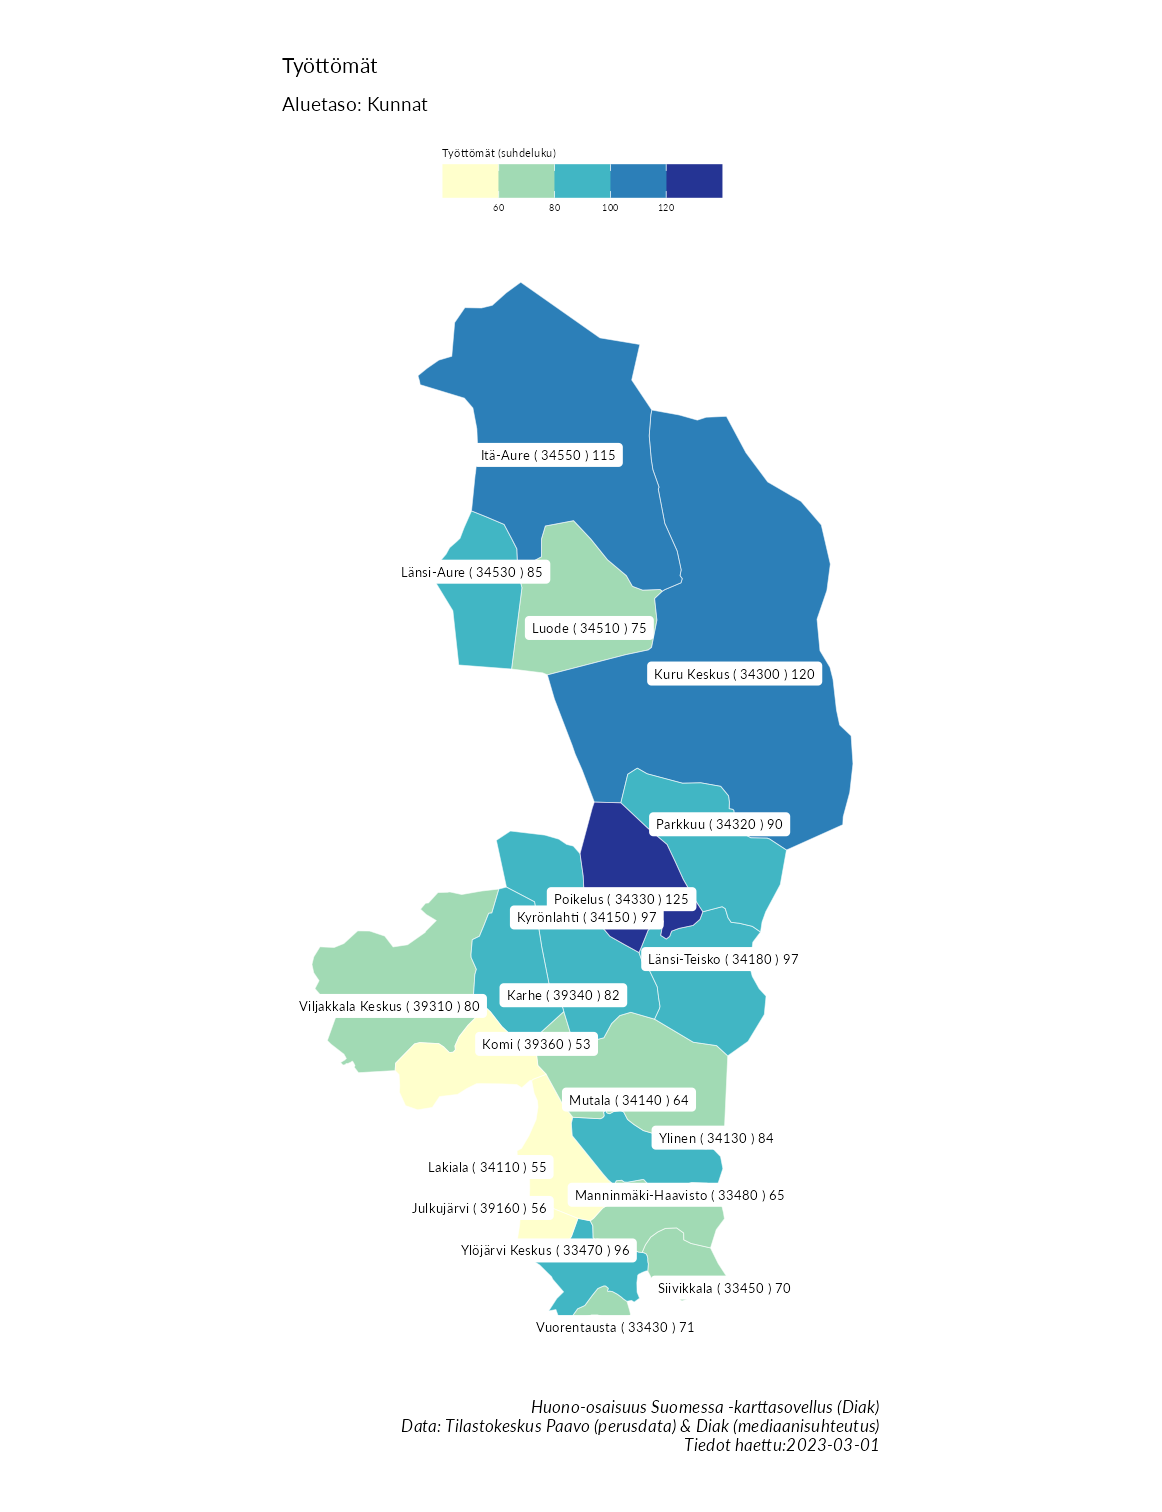 Työttömät
Aluetaso: Kunnat
Työttömät (suhdeluku)
60 80 100 120
Itä-Aure ( 34550 ) 115
Länsi-Aure ( 34530 ) 85
Luode ( 34510 ) 75
Kuru Keskus ( 34300 ) 120
Parkkuu ( 34320 ) 90
Poikelus ( 34330 ) 125
Kyrönlahti ( 34150 ) 97
Länsi-Teisko ( 34180 ) 97
Karhe ( 39340 ) 82
Viljakkala Keskus ( 39310 ) 80
Komi ( 39360 ) 53
Mutala ( 34140 ) 64
Ylinen ( 34130 ) 84
Lakiala ( 34110 ) 55
Manninmäki-Haavisto ( 33480 ) 65
Julkujärvi ( 39160 ) 56
Ylöjärvi Keskus ( 33470 ) 96
Siivikkala ( 33450 ) 70
Vuorentausta ( 33430 ) 71
Huono-osaisuus Suomessa -karttasovellus (Diak)
Data: Tilastokeskus Paavo (perusdata) & Diak (mediaanisuhteutus)
Tiedot haettu:2023-03-01